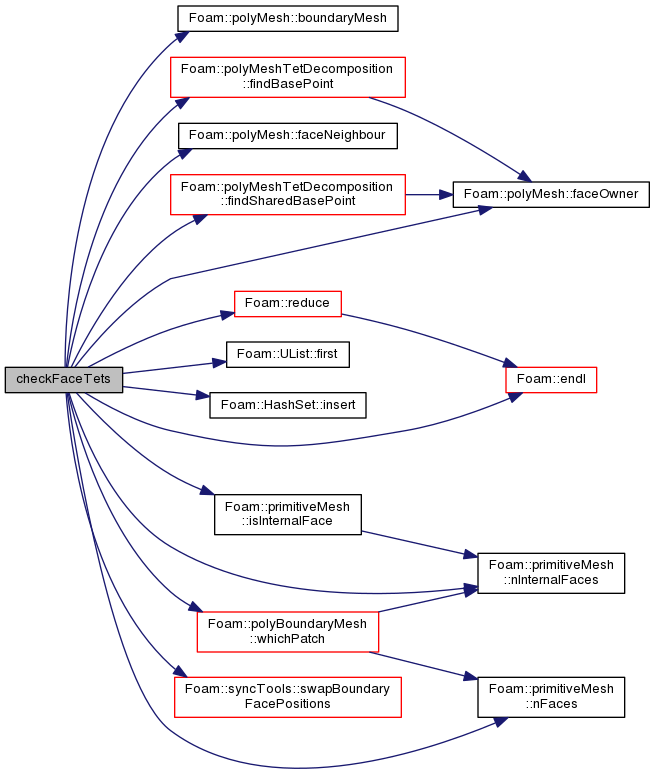 Foam::polyMesh::boundaryMesh
Foam::polyMeshTetDecomposition
::findBasePoint
Foam::polyMesh::faceNeighbour
Foam::polyMeshTetDecomposition
::findSharedBasePoint
Foam::polyMesh::faceOwner
Foam::reduce
Foam::UList::first
checkFaceTets
Foam::endl
Foam::HashSet::insert
Foam::primitiveMesh
::isInternalFace
Foam::primitiveMesh
::nInternalFaces
Foam::polyBoundaryMesh
::whichPatch
Foam::syncTools::swapBoundary
FacePositions
Foam::primitiveMesh
::nFaces